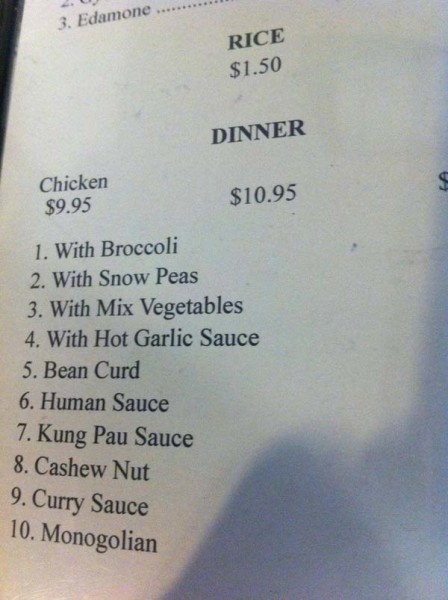 3. Edamone ..............
RICE
$1.50
DINNER
Chicken
$9.95 $10.95 $
1. With Broccoli
2. With Snow Peas
3. With Mix Vegetables
4. With Hot Garlic Sauce
5. Bean Curd
6. Human Sauce
7. Kung Pau Sauce
8. Cashew Nut
9. Curry Sauce
10. Monogolian